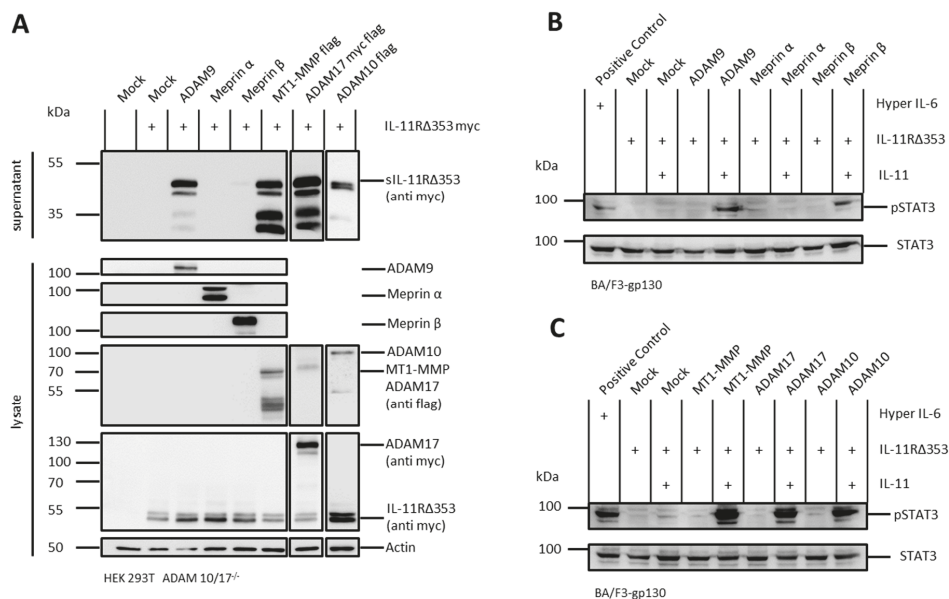 A
Mock
Mock
ADAM9
Meprin α
Meprin β
MT1-MMP flag
ADAM17 myc flag
ADAM10 flag
kDa
+ + + + + + + IL-11RΔ353 myc
supernatant
55
35
sIL-11RΔ353
(anti myc)
lysate
100 ADAM9
100 Meprin α
100 Meprin β
100 ADAM10
70 MT1-MMP
55 ADAM17
(anti flag)
130 ADAM17
100 (anti myc)
70
55 IL-11RΔ353
(anti myc)
50 Actin
HEK 293T ADAM 10/17-/-
B
Positive Control
Mock
Mock
ADAM9
ADAM9
Meprin α
Meprin α
Meprin β
Meprin β
+ Hyper IL-6
+ + + + + + + + IL-11RΔ353
kDa
+ + + + IL-11
100 pSTAT3
100 STAT3
BA/F3-gp130
C
Positive Control
Mock
Mock
MT1-MMP
MT1-MMP
ADAM17
ADAM17
ADAM10
ADAM10
+ Hyper IL-6
+ + + + + + + + IL-11RΔ353
kDa
+ + + + IL-11
100 pSTAT3
100 STAT3
BA/F3-gp130